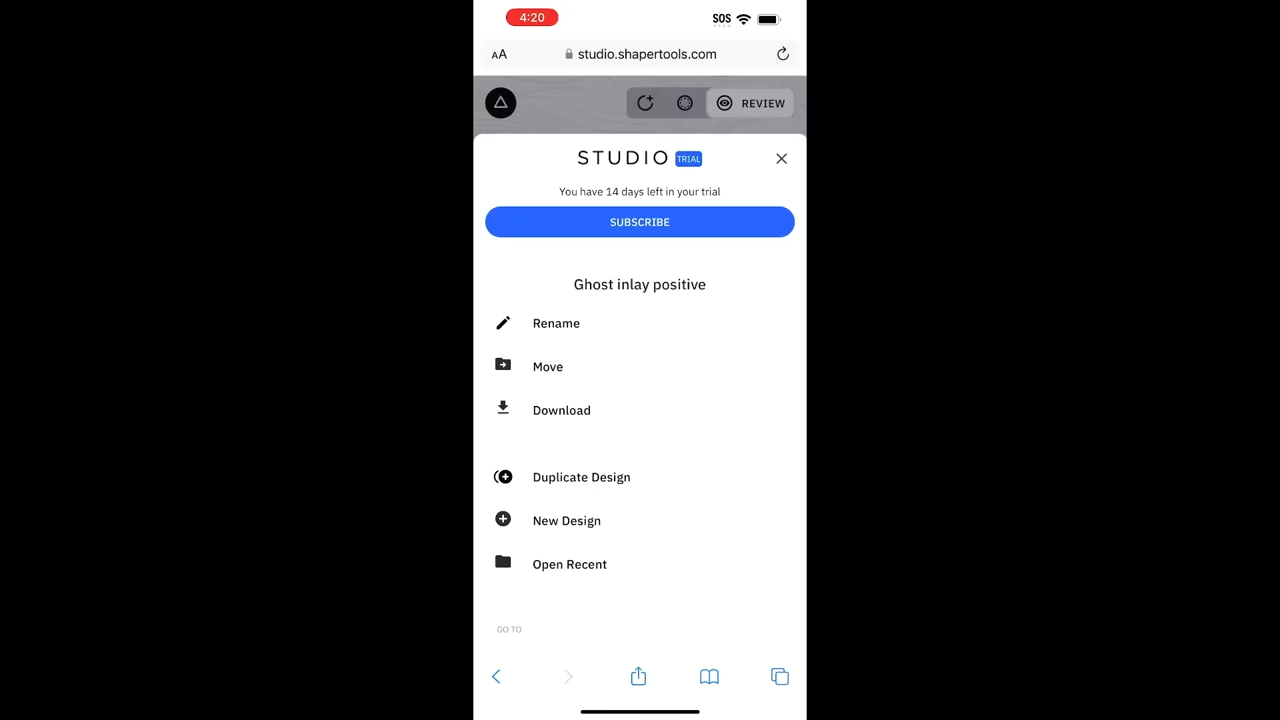 4:20
SOS
AA
studio.shapertools.com
REVIEW
STUDIO TRIAL
You have 14 days left in your trial
SUBSCRIBE
Ghost inlay positive
Rename
Move
Download
Duplicate Design
New Design
Open Recent
GO TO